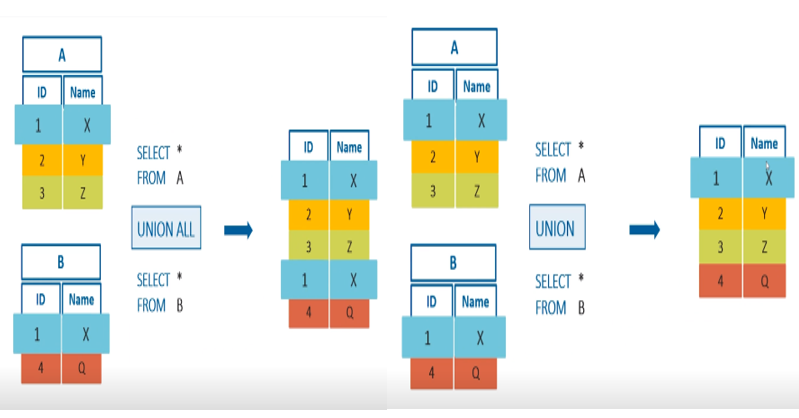 A
ID Name
1 X
2 Y
3 Z
SELECT *
FROM A
UNION ALL
SELECT *
FROM B
B
ID Name
1 X
4 Q
ID Name
1 X
2 Y
3 Z
1 X
4 Q
A
ID Name
1 X
2 Y
3 Z
SELECT *
FROM A
UNION
SELECT *
FROM B
B
ID Name
1 X
4 Q
ID Name
1 X
2 Y
3 Z
4 Q